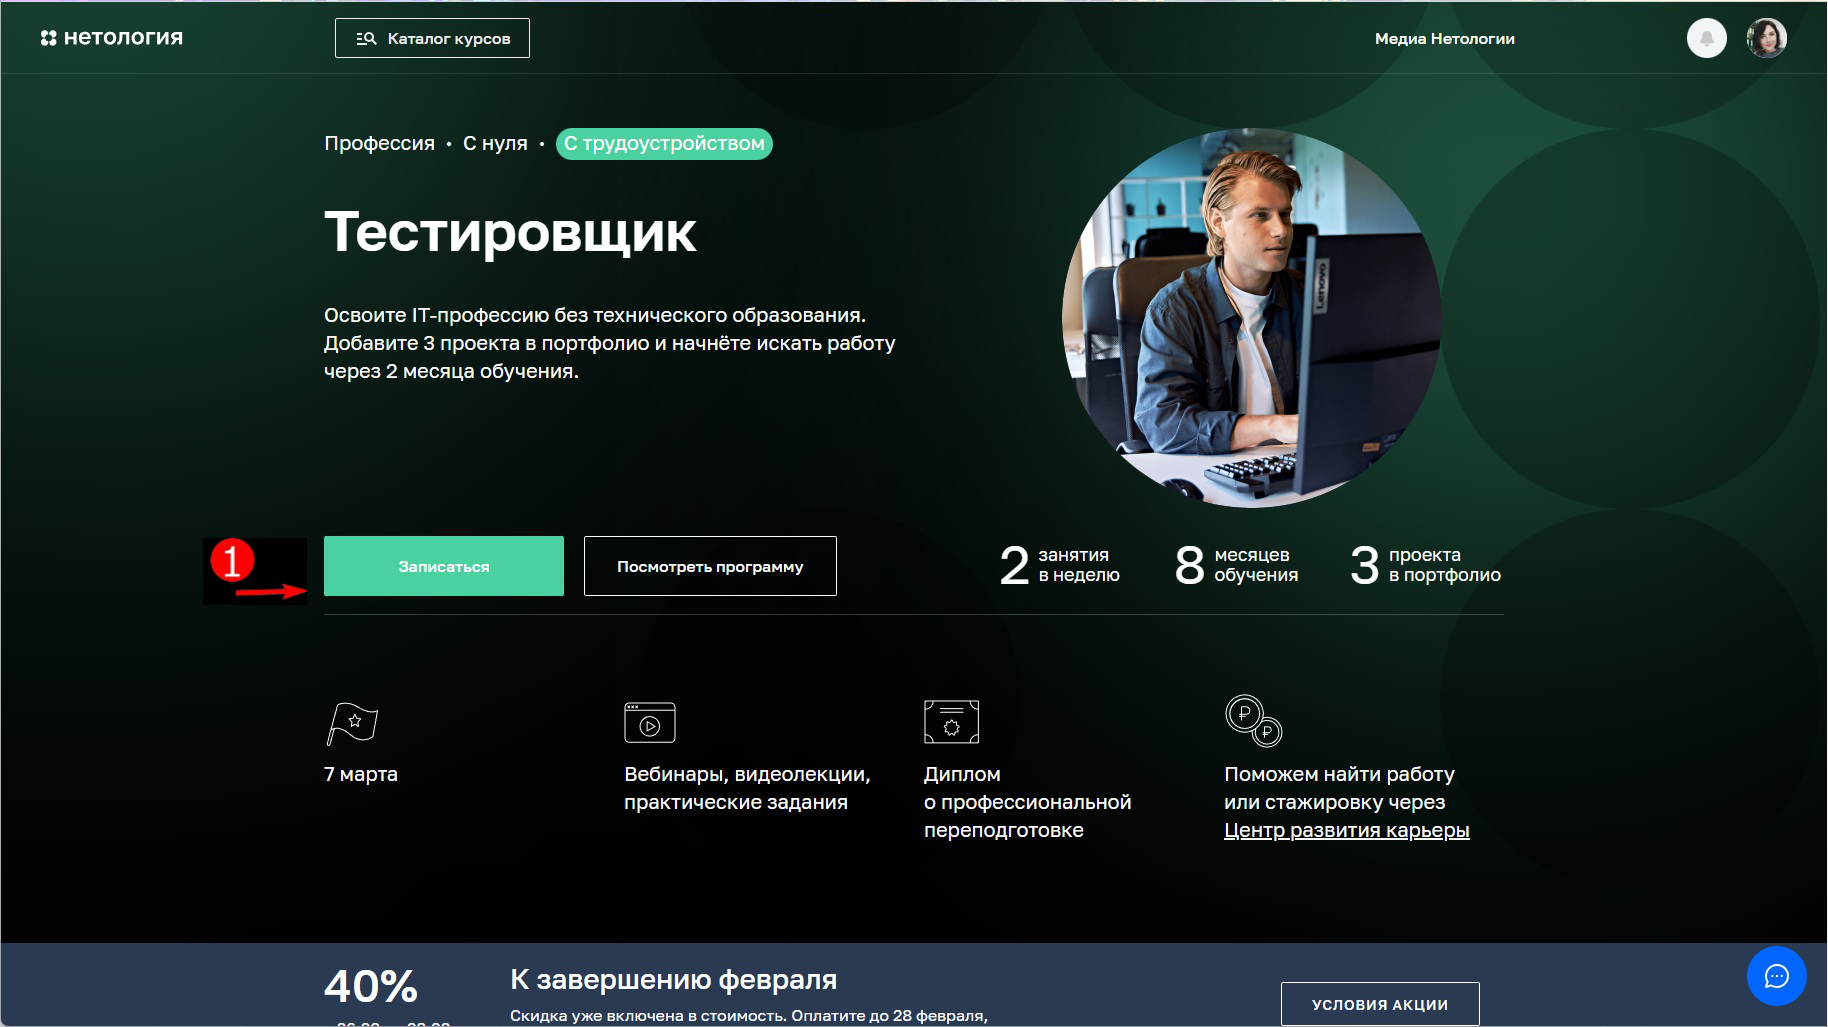 нетология
Каталог курсов
Медиа Нетологии
Профессия • С нуля • С трудоустройством
Тестировщик
Освоите IT-профессию без технического образования.
Добавите 3 проекта в портфолио и начнёте искать работу
через 2 месяца обучения.
1
Записаться
Посмотреть программу
2 занятия
в неделю
8 месяцев
обучения
3 проекта
в портфолио
Lenovo
7 марта
Вебинары, видеолекции,
практические задания
Диплом
о профессиональной
переподготовке
Поможем найти работу
или стажировку через
Центр развития карьеры
40%
К завершению февраля
Скидка уже включена в стоимость. Оплатите до 28 февраля,
УСЛОВИЯ АКЦИИ